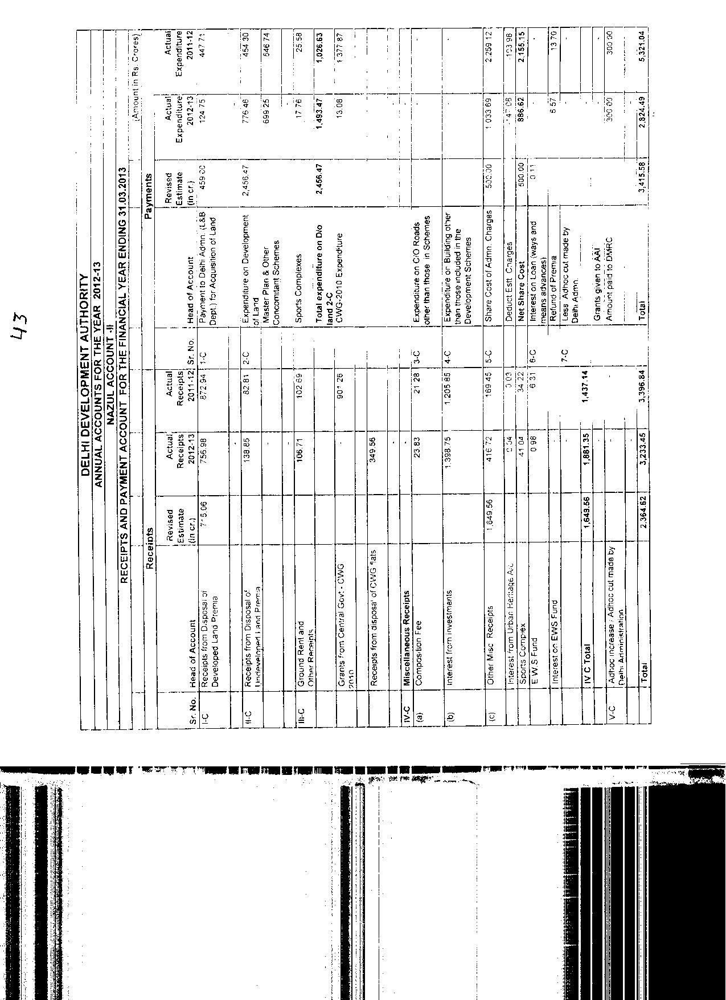 43
DELHI DEVELOPMENT AUTHORITY
ANNUAL ACCOUNTS FOR THE YEAR 2012-13
NAZUL ACCOUNT -II
RECEIPTS AND PAYMENT ACCOUNT FOR THE FINANCIAL YEAR ENDING 31.03.2013
(Amount in Rs. Crores)
Receipts Payments
Sr. No. Head of Account Revised Estimate (in cr.) Actual Receipts 2012-13 Actual Receipts 2011-12 Sr. No. Head of Account Revised Estimate (in cr.) Actual Expenditure 2012-13 Actual Expenditure 2011-12
I-C Receipts from Disposal of 715.06 756.98 872.94 1-C Payment to Delhi Admn. (L&B 459.00 124.75 447.71
Developed Land Premia Dept.) for Acquisition of Land
- -
II-C Receipts from Disposal of 138.85 82.81 2-C Expenditure on Development 2,456.47 776.46 454.30
Undeveloped Land Premia of Land
- Master Plan & Other 699.25 546.74
Concomitant Schemes
- -
III-C Ground Rent and 106.71 102.69 Sports Complexes 17.76 25.58
Other Receipts
Total expenditure on D/o 2,456.47 1,493.47 1,026.63
land 2-C
Grants from Central Govt. - CWG - 901.26 CWG-2010 Expenditure 13.08 1,377.87
2010
Receipts from disposal of CWG flats 349.56
IV-C Miscellaneous Receipts -
(a) Composition Fee 23.83 21.28 3-C Expenditure on C/O Roads - -
other than those in Schemes
(b) Interest from investments 1,398.75 1,205.85 4-C Expenditure on Building other - -
than those included in the
Development Schemes
(c) Other Misc. Receipts 1,649.56 416.72 169.45 5-C Share Cost of Admn. Charges 500.00 1,033.69 2,259.12
Interest from Urban Heritage A/c 0.04 0.03 Deduct Estt. Charges -147.08 -103.98
Sports Complex 41.04 34.22 Net Share Cost 500.00 886.62 2,155.15
E.W.S Fund 0.98 6.31 6-C Interest on Loan (ways and 0.11 - -
means advances)
Interest on EWS Fund - Refund of Premia 13.70
- 7-C Less Adhoc cut made by - -
Delhi Admn.
IV C Total 1,649.56 1,881.35 1,437.14
- Grants given to AAI - - -
V-C Adhoc increase / Adhoc cut made by - - Amount paid to DMRC 300.00 300.00
Delhi Administration
- - -
Total 2,364.62 3,233.45 3,396.84 Total 3,415.58 2,824.49 5,321.04